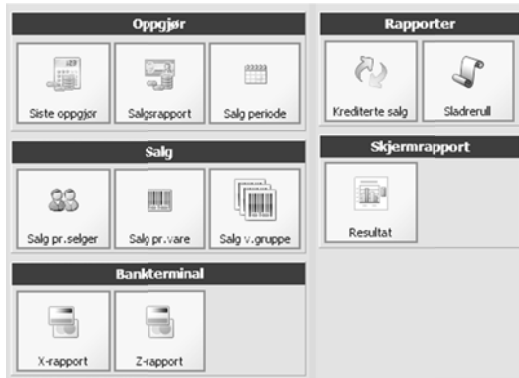 Oppgjør
Siste oppgjør
Salgsrapport
Salg periode
Salg
Salg pr.selger
Salg pr.vare
Salg v.gruppe
Bankterminal
X-rapport
Z-rapport
Rapporter
Krediterte salg
Sladrerull
Skjermrapport
Resultat